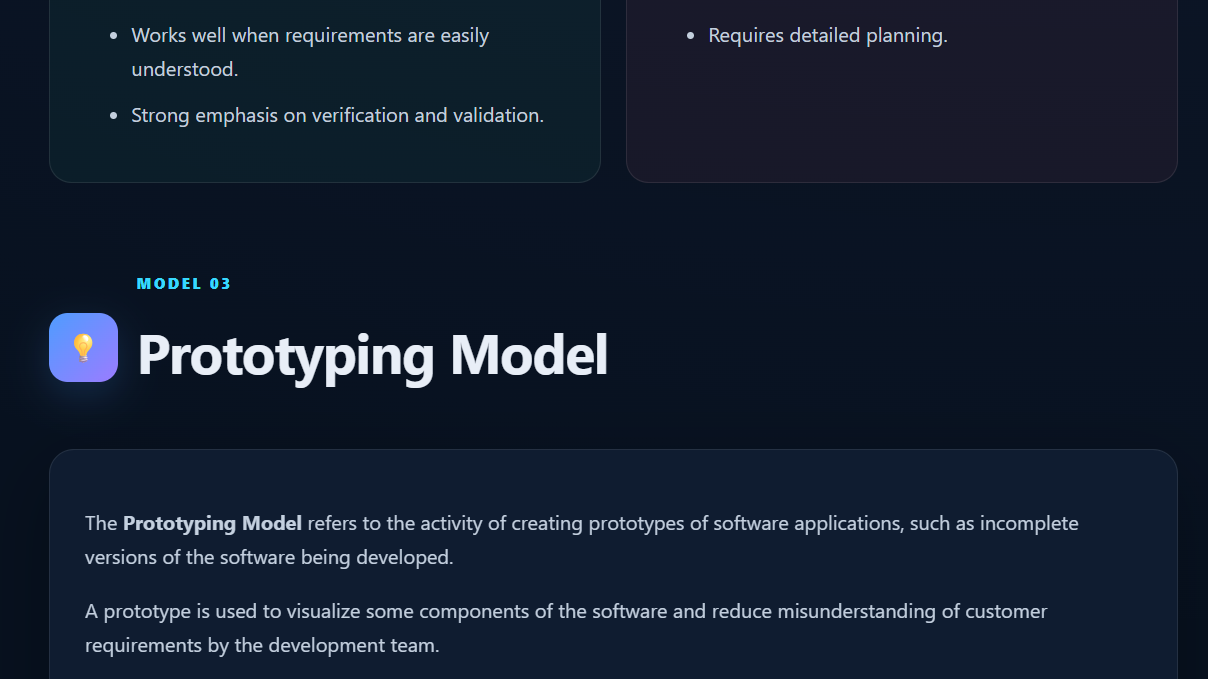 • Works well when requirements are easily
understood.
• Strong emphasis on verification and validation.
• Requires detailed planning.
MODEL 03
Prototyping Model
The Prototyping Model refers to the activity of creating prototypes of software applications, such as incomplete
versions of the software being developed.
A prototype is used to visualize some components of the software and reduce misunderstanding of customer
requirements by the development team.